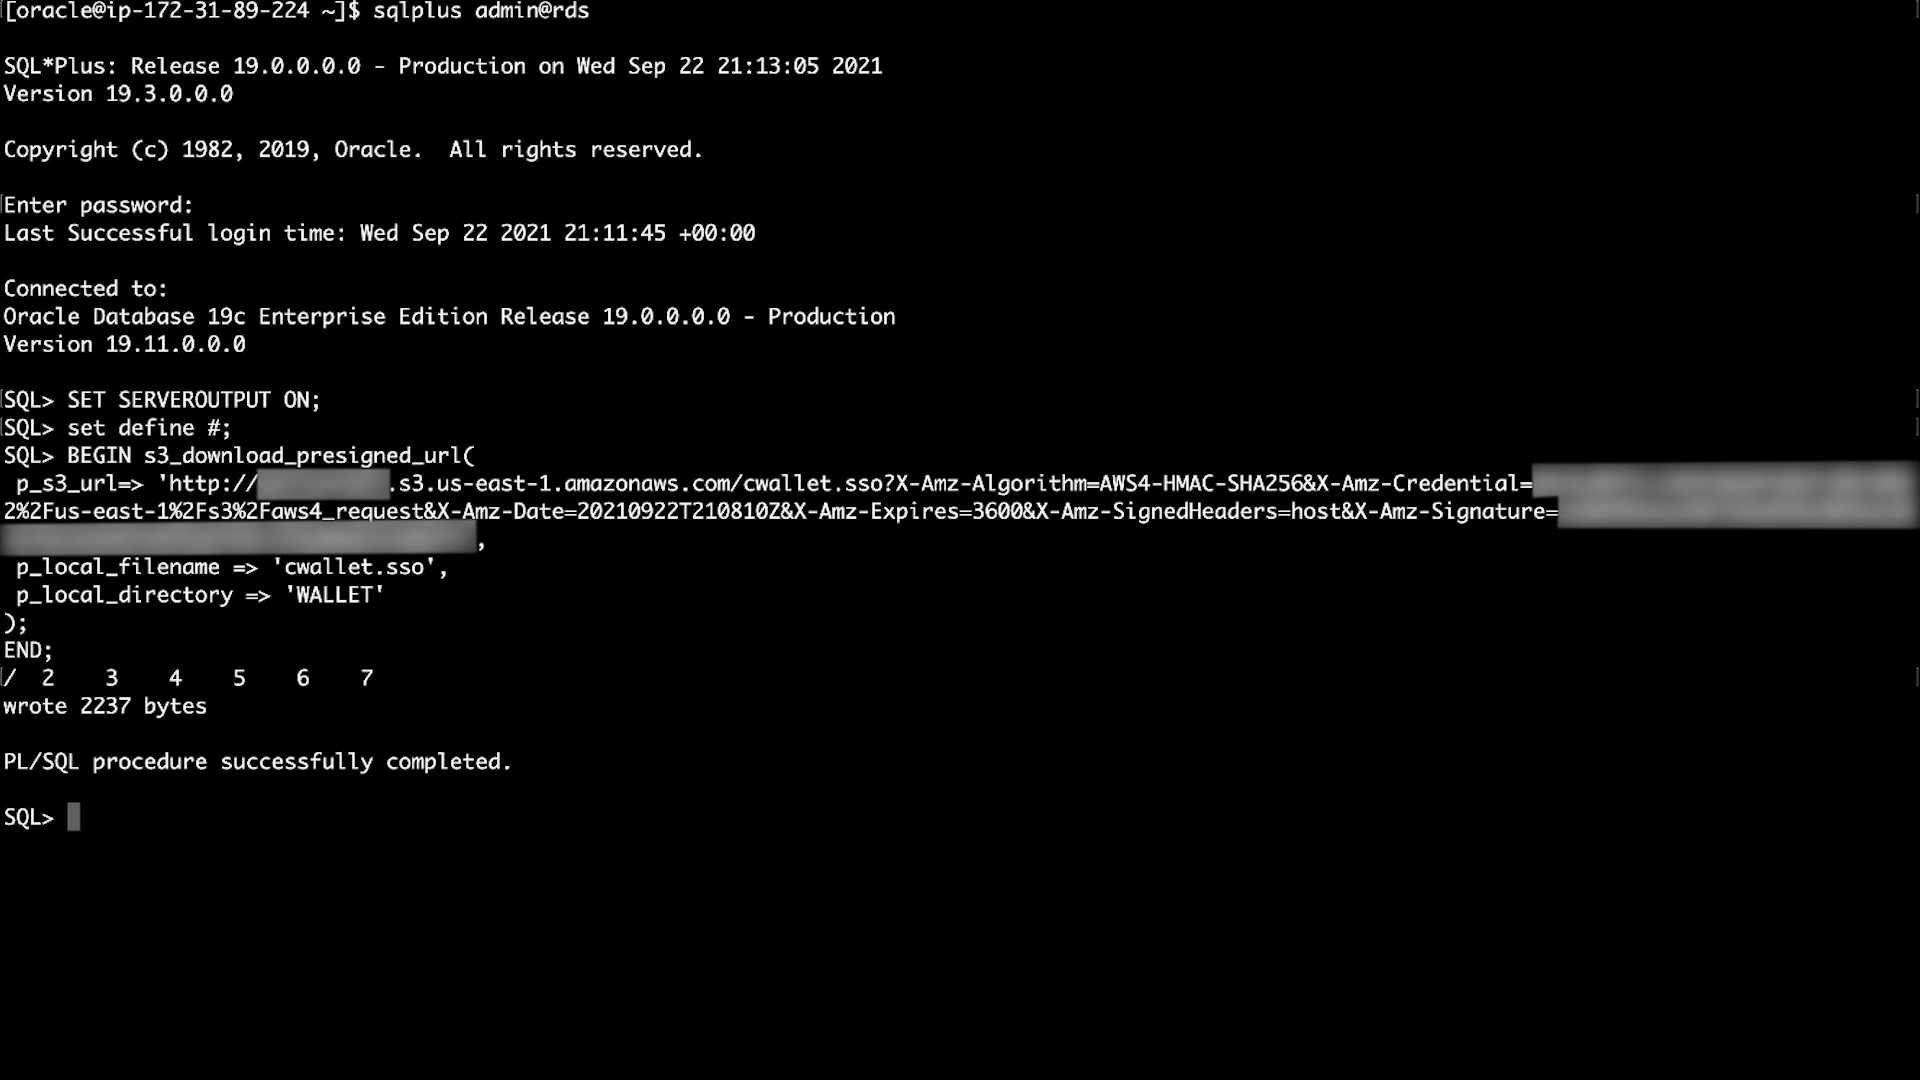 [oracle@ip-172-31-89-224 ~]$ sqlplus admin@rds
SQL*Plus: Release 19.0.0.0.0 - Production on Wed Sep 22 21:13:05 2021
Version 19.3.0.0.0
Copyright (c) 1982, 2019, Oracle.  All rights reserved.
Enter password:
Last Successful login time: Wed Sep 22 2021 21:11:45 +00:00
Connected to:
Oracle Database 19c Enterprise Edition Release 19.0.0.0.0 - Production
Version 19.11.0.0.0
SQL> SET SERVEROUTPUT ON;
SQL> set define #;
SQL> BEGIN s3_download_presigned_url(
p_s3_url=> 'http:// .s3.us-east-1.amazonaws.com/cwallet.sso?X-Amz-Algorithm=AWS4-HMAC-SHA256&X-Amz-Credential=
2%2Fus-east-1%2Fs3%2Faws4_request&X-Amz-Date=20210922T210810Z&X-Amz-Expires=3600&X-Amz-SignedHeaders=host&X-Amz-Signature=
,
p_local_filename => 'cwallet.sso',
p_local_directory => 'WALLET'
);
END;
/  2    3    4    5    6    7
wrote 2237 bytes
PL/SQL procedure successfully completed.
SQL>